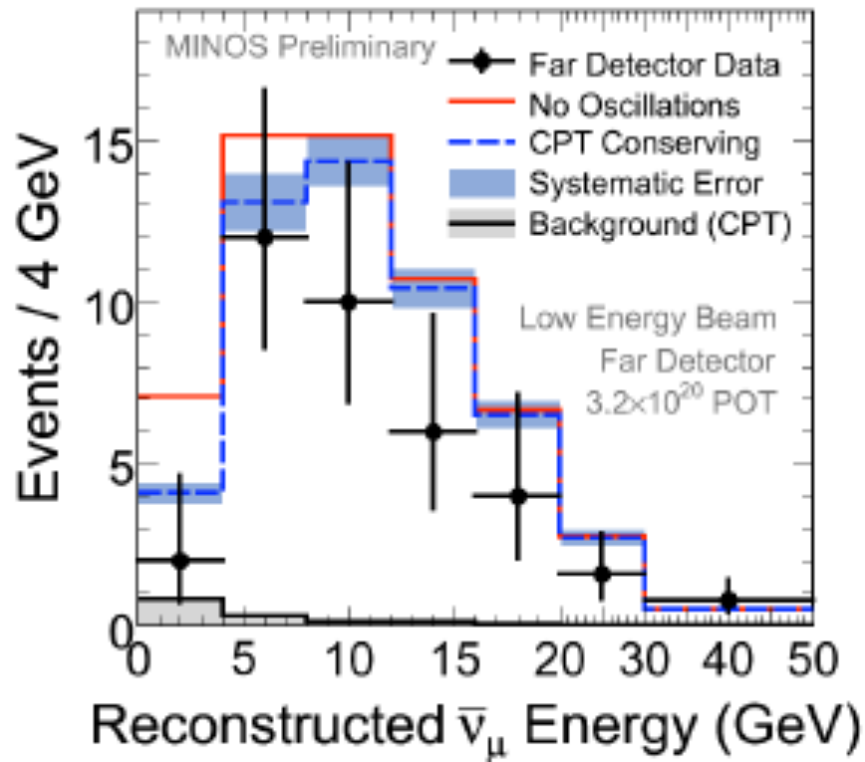 MINOS Preliminary
Far Detector Data
No Oscillations
CPT Conserving
Systematic Error
Background (CPT)
Low Energy Beam
Far Detector
3.2×10²⁰ POT
Events / 4 GeV
15
10
5
0
0 5 10 15 20 30 40 50
Reconstructed ν̅μ Energy (GeV)